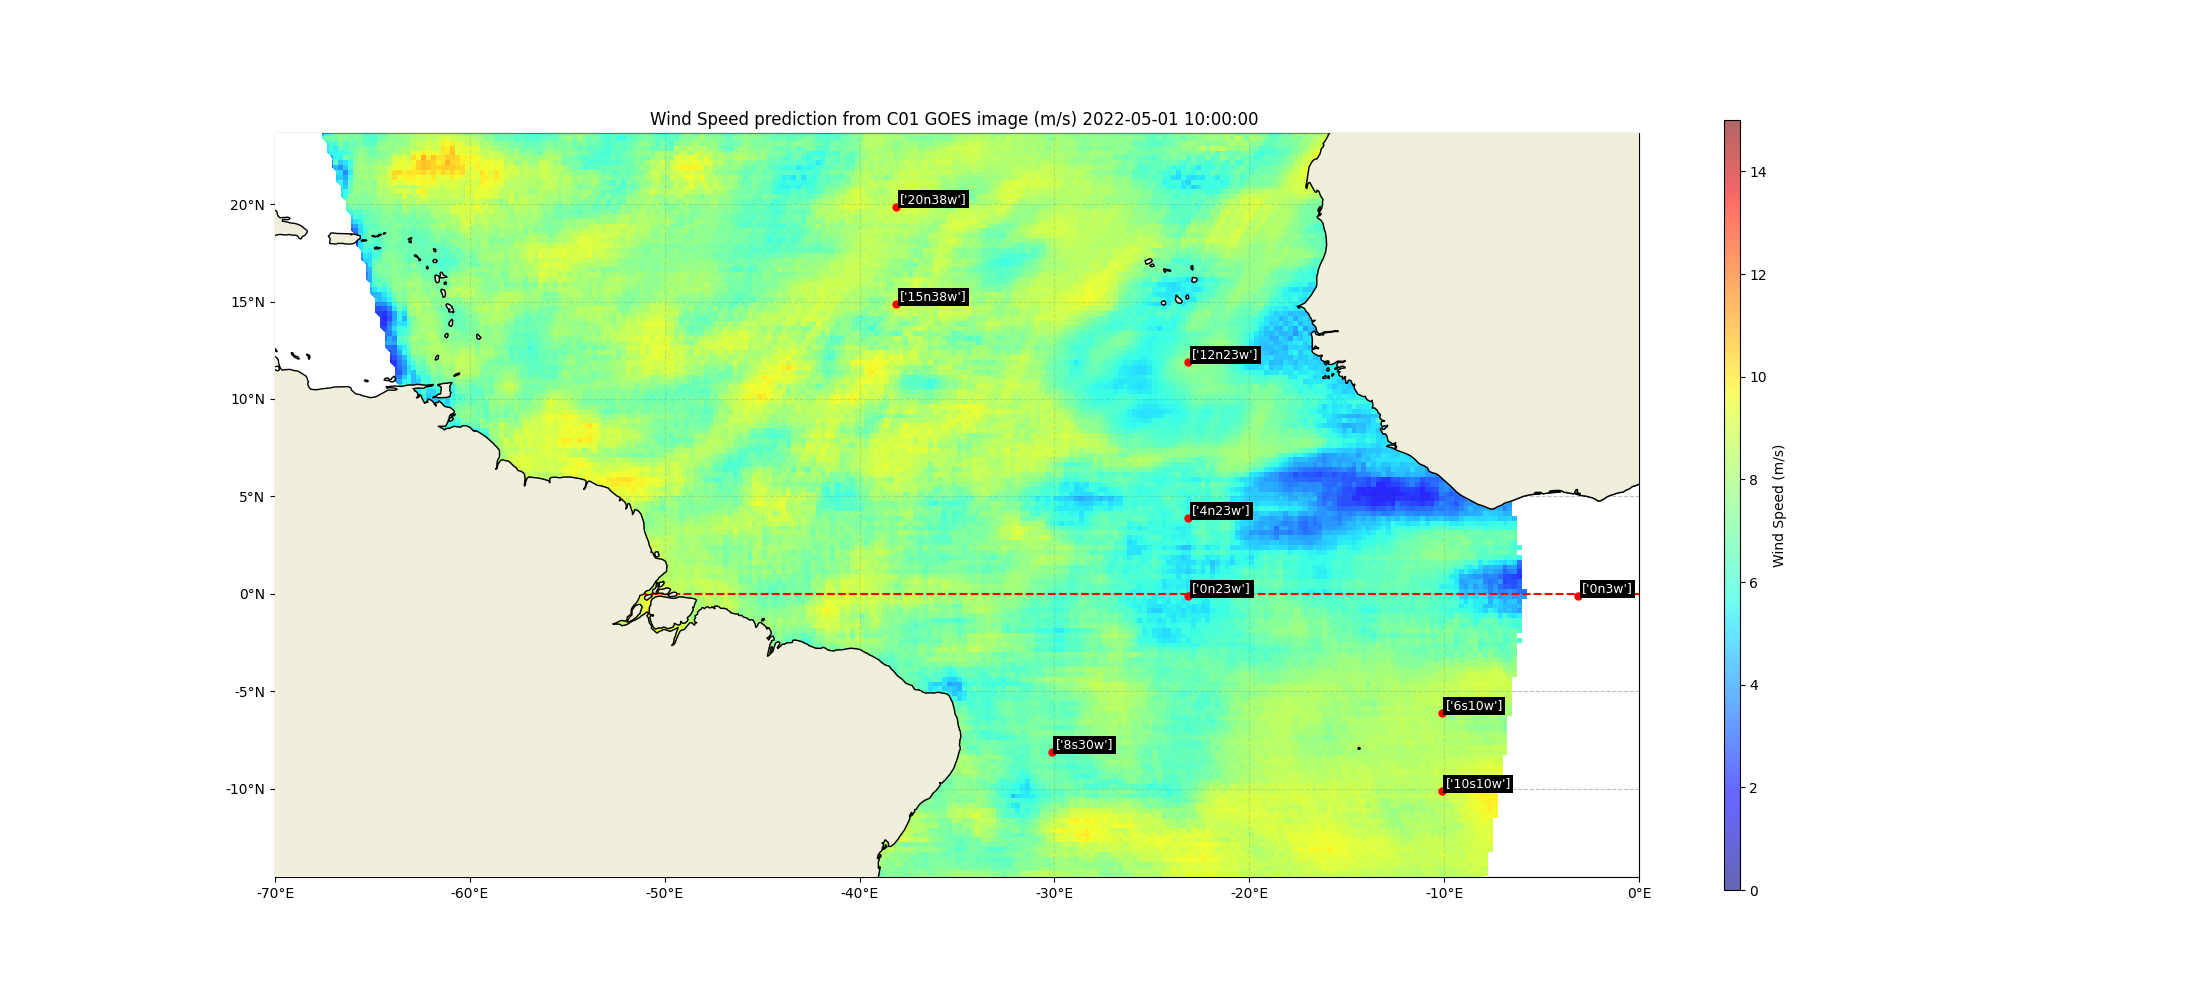 Wind Speed prediction from C01 GOES image (m/s) 2022-05-01 10:00:00
20°N
15°N
10°N
5°N
0°N
-5°N
-10°N
['20n38w']
['15n38w']
['12n23w']
['4n23w']
['0n23w']
['0n3w']
['6s10w']
['8s30w']
['10s10w']
-70°E
-60°E
-50°E
-40°E
-30°E
-20°E
-10°E
0°E
14
12
10
8
6
4
2
0
Wind Speed (m/s)